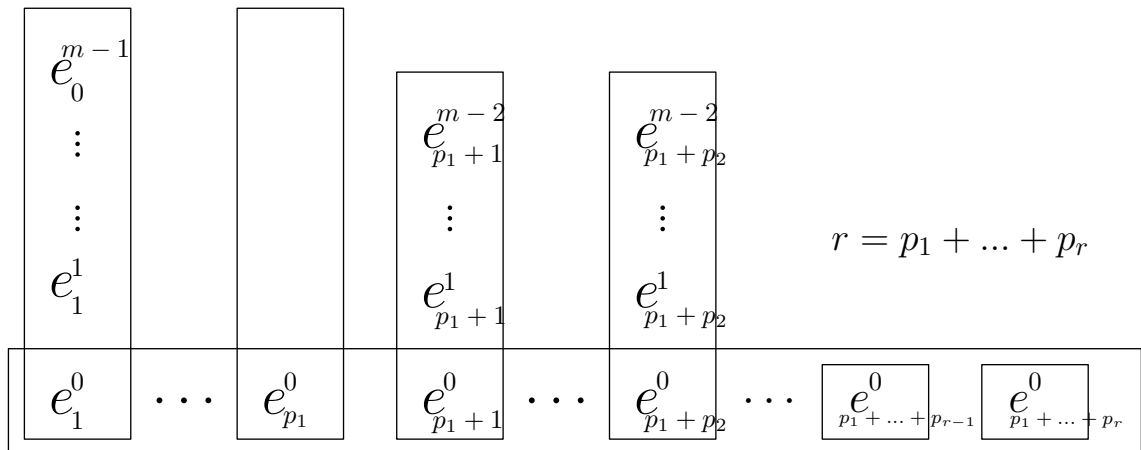 $e_0^{m-1}$
$e_{p_1+1}^{m-2}$ $e_{p_1+p_2}^{m-2}$
⋮ ⋮ ⋮ ⋮
$r = p_1 + ... + p_r$
$e_1^1$ $e_{p_1+1}^1$ $e_{p_1+p_2}^1$
$e_1^0$ ⋯ $e_{p_1}^0$ $e_{p_1+1}^0$ ⋯ $e_{p_1+p_2}^0$ ⋯ $e_{p_1+...+p_{r-1}}^0$ $e_{p_1+...+p_r}^0$